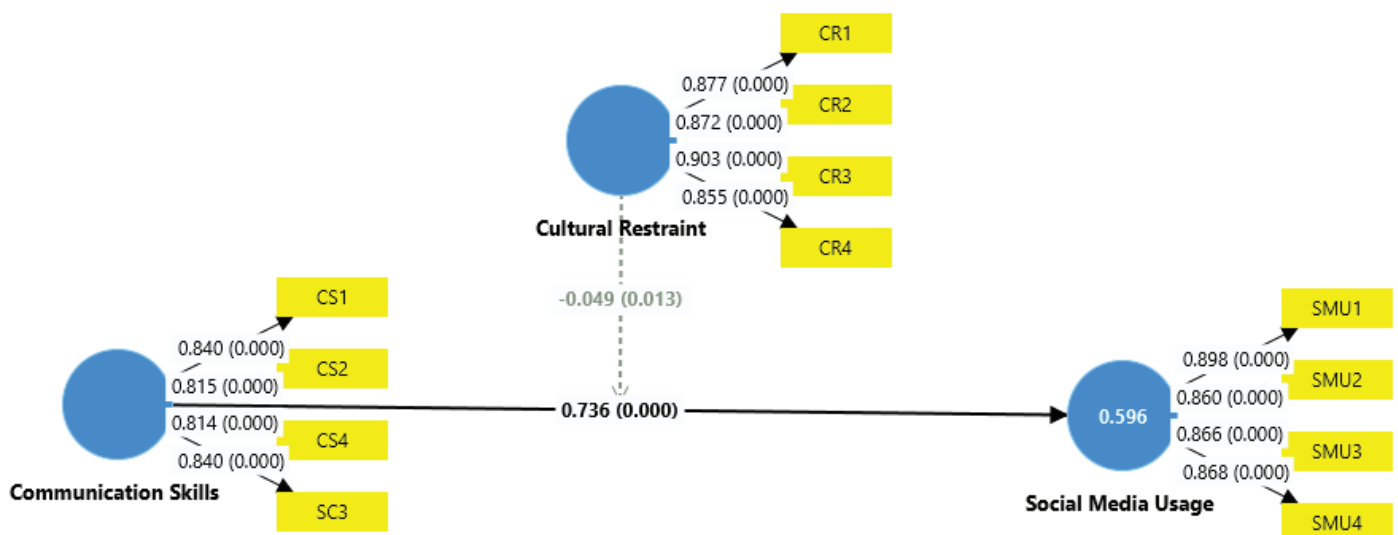 CR1
0.877 (0.000)
CR2
0.872 (0.000)
0.903 (0.000)
CR3
0.855 (0.000)
Cultural Restraint
CR4
-0.049 (0.013)
CS1
0.840 (0.000)
CS2
0.815 (0.000)
0.814 (0.000)
CS4
0.840 (0.000)
Communication Skills
SC3
0.736 (0.000)
SMU1
0.898 (0.000)
SMU2
0.860 (0.000)
0.596
0.866 (0.000)
SMU3
0.868 (0.000)
Social Media Usage
SMU4